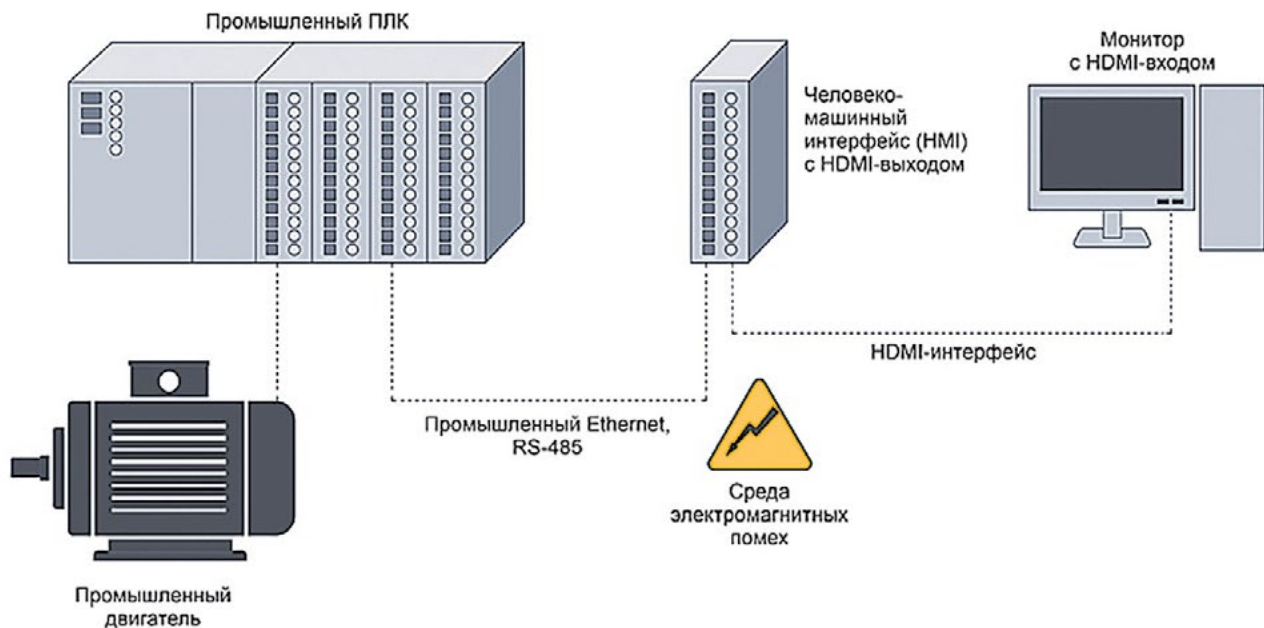 Промышленный ПЛК
Человеко-
машинный
интерфейс (HMI)
с HDMI-выходом
Монитор
с HDMI-входом
HDMI-интерфейс
Промышленный Ethernet,
RS-485
Среда
электромагнитных
помех
Промышленный
двигатель